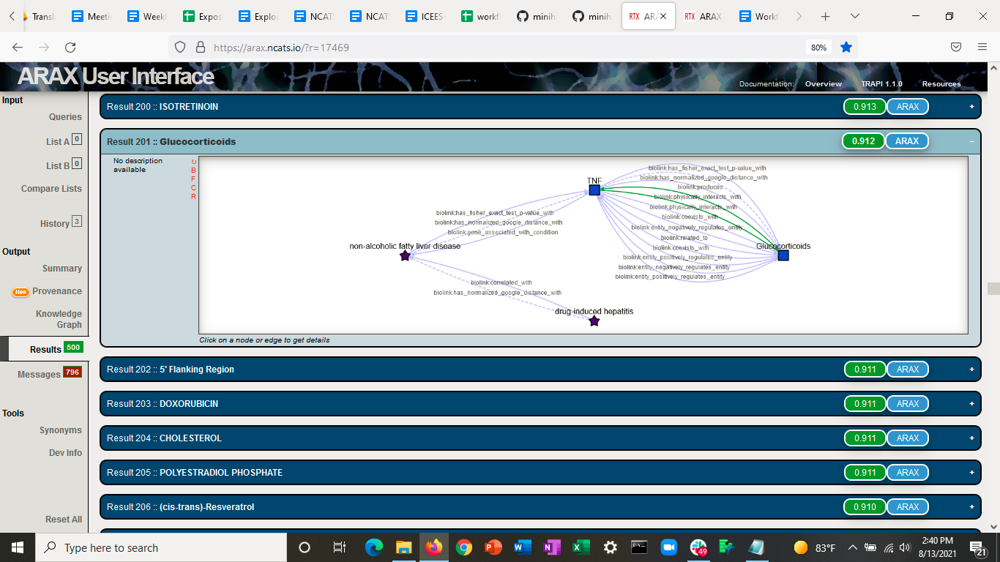 Transl
Meetin
Weekl
Expos
Explor
NCATS
NCATS
ICEES-
workfl
miniha
miniha
RTX ARA
RTX ARAX
Workf
https://arax.ncats.io/?r=17469
80%
ARAX User Interface
Documentation: Overview TRAPI 1.1.0 Resources
Input
Queries
List A 0
List B 0
Compare Lists
History 3
Output
Summary
New Provenance
Knowledge
Graph
Results 500
Messages 796
Tools
Synonyms
Dev Info
Reset All
Result 200 :: ISOTRETINOIN 0.913 ARAX +
Result 201 :: Glucocorticoids 0.912 ARAX –
No description
available
U
B
F
C
R
TNF
biolink:has_fisher_exact_test_p-value_with
biolink:has_normalized_google_distance_with
biolink:produces
biolink:physically_interacts_with
biolink:physically_interacts_with
biolink:coexists_with
biolink:entity_negatively_regulates_entity
biolink:related_to
biolink:coexists_with
biolink:entity_positively_regulates_entity
biolink:entity_negatively_regulates_entity
biolink:entity_positively_regulates_entity
Glucocorticoids
biolink:has_fisher_exact_test_p-value_with
biolink:has_normalized_google_distance_with
biolink:gene_associated_with_condition
non-alcoholic fatty liver disease
biolink:correlated_with
biolink:has_normalized_google_distance_with
drug-induced hepatitis
Click on a node or edge to get details
Result 202 :: 5' Flanking Region 0.911 ARAX +
Result 203 :: DOXORUBICIN 0.911 ARAX +
Result 204 :: CHOLESTEROL 0.911 ARAX +
Result 205 :: POLYESTRADIOL PHOSPHATE 0.911 ARAX +
Result 206 :: (cis-trans)-Resveratrol 0.910 ARAX +
Type here to search
49
83°F
2:40 PM
8/13/2021
21